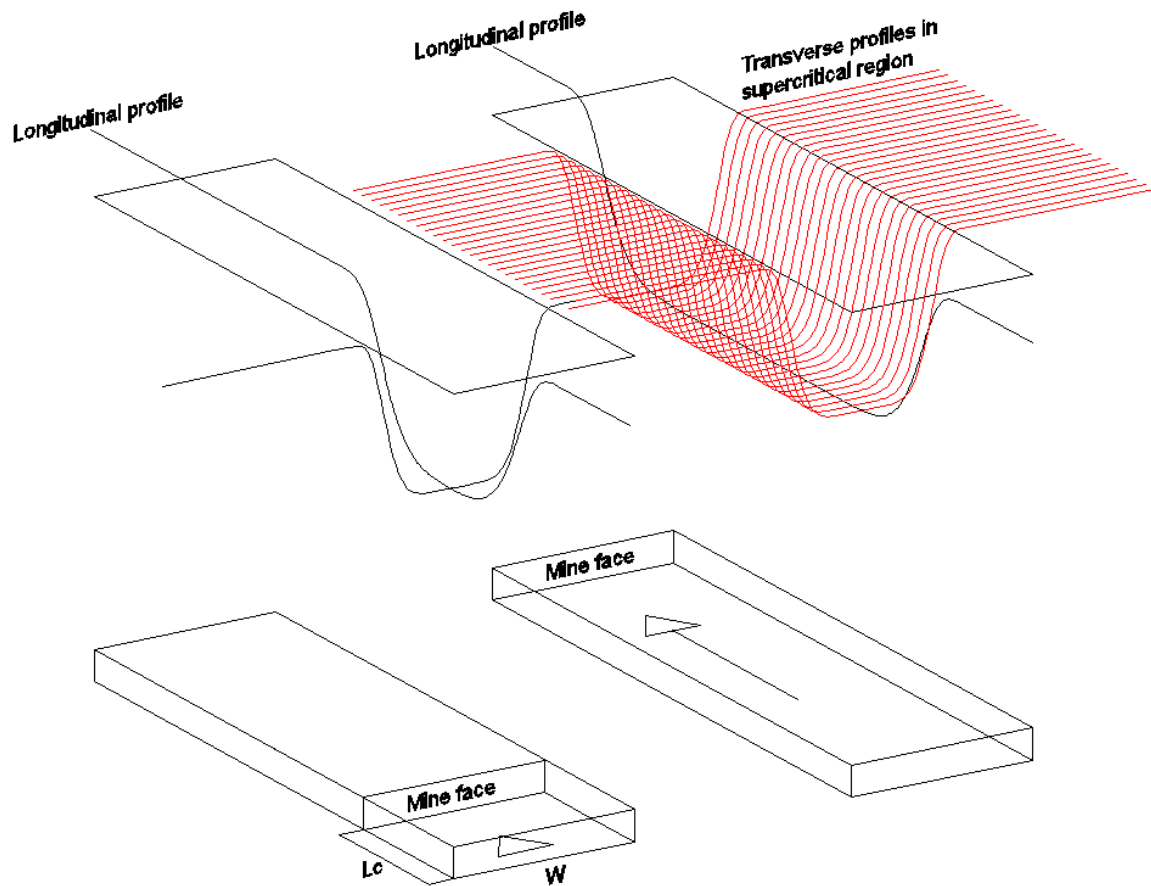 Longitudinal profile
Transverse profiles in
supercritical region
Longitudinal profile
Mine face
Mine face
Lc
W